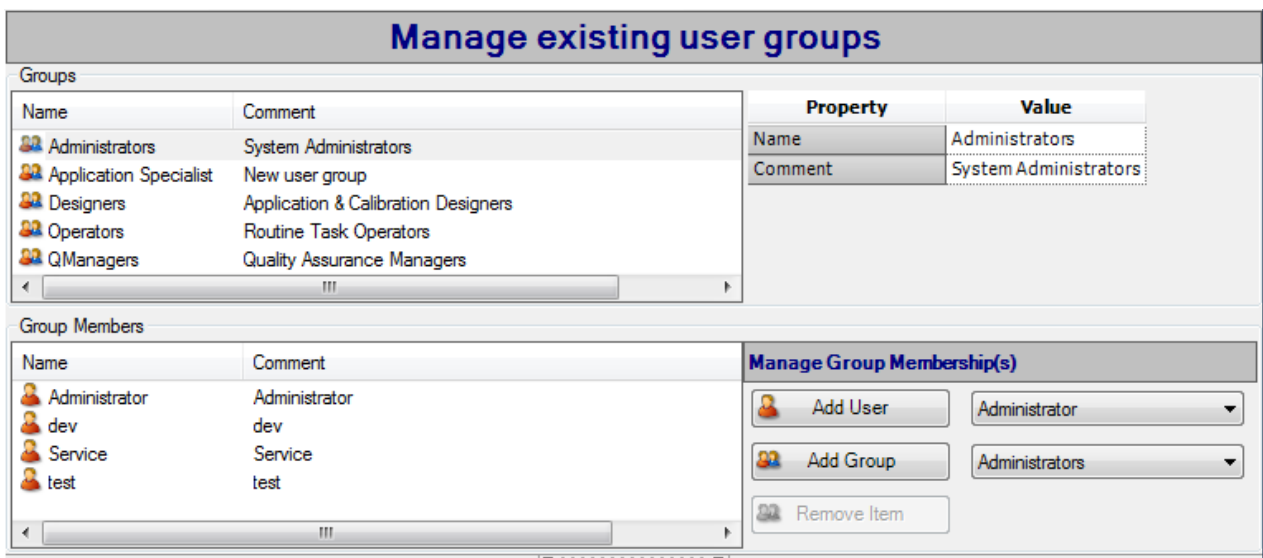 Manage existing user groups
Groups
Name Comment
Administrators System Administrators
Application Specialist New user group
Designers Application & Calibration Designers
Operators Routine Task Operators
QManagers Quality Assurance Managers
Property Value
Name Administrators
Comment System Administrators
Group Members
Name Comment
Administrator Administrator
dev dev
Service Service
test test
Manage Group Membership(s)
Add User Administrator
Add Group Administrators
Remove Item